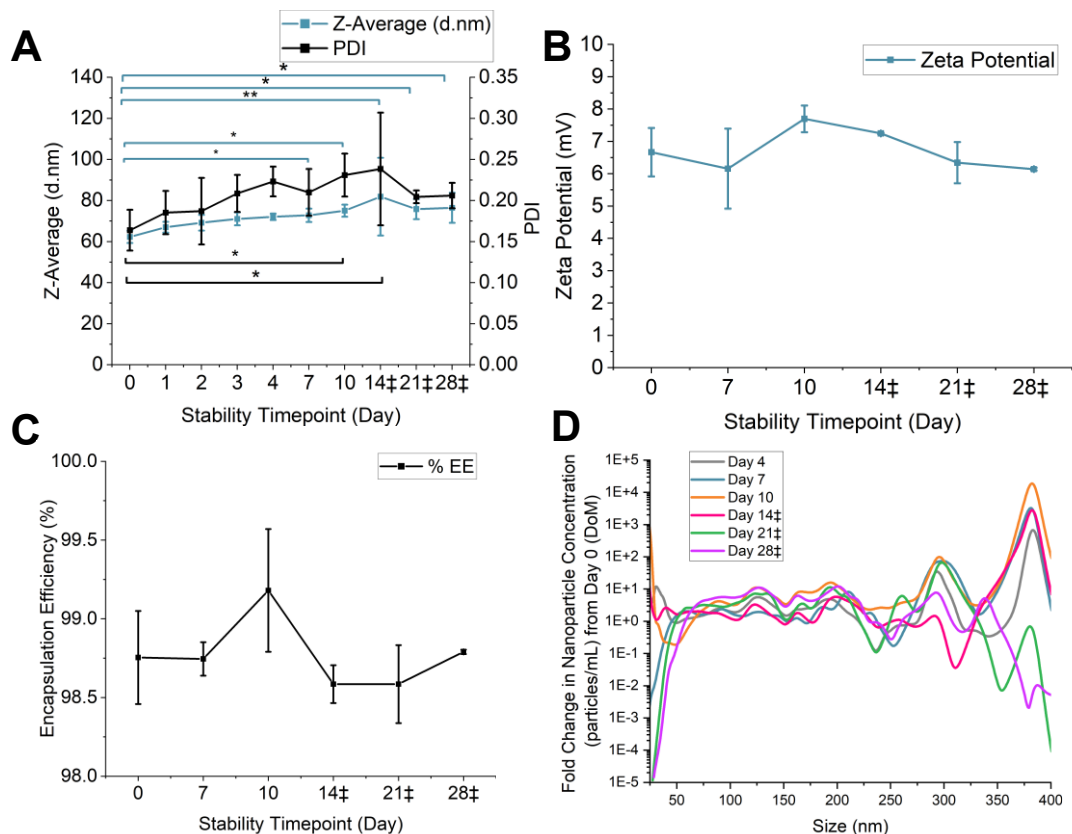 A
Z-Average (d.nm)
PDI
140
120
100
80
60
40
20
0
Z-Average (d.nm)
0.35
0.30
0.25
0.20
0.15
0.10
0.05
0.00
PDI
*
*
**
*
*
*
*
0 1 2 3 4 7 10 14‡ 21‡ 28‡
Stability Timepoint (Day)
B
Zeta Potential
10
9
8
7
6
5
4
3
2
1
0
Zeta Potential (mV)
0 7 10 14‡ 21‡ 28‡
Stability Timepoint (Day)
C
% EE
100.0
99.5
99.0
98.5
98.0
Encapsulation Efficiency (%)
0 7 10 14‡ 21‡ 28‡
Stability Timepoint (Day)
D
Day 4
Day 7
Day 10
Day 14‡
Day 21‡
Day 28‡
1E+5
1E+4
1E+3
1E+2
1E+1
1E+0
1E-1
1E-2
1E-3
1E-4
1E-5
Fold Change in Nanoparticle Concentration
(particles/mL) from Day 0 (DoM)
50 100 150 200 250 300 350 400
Size (nm)